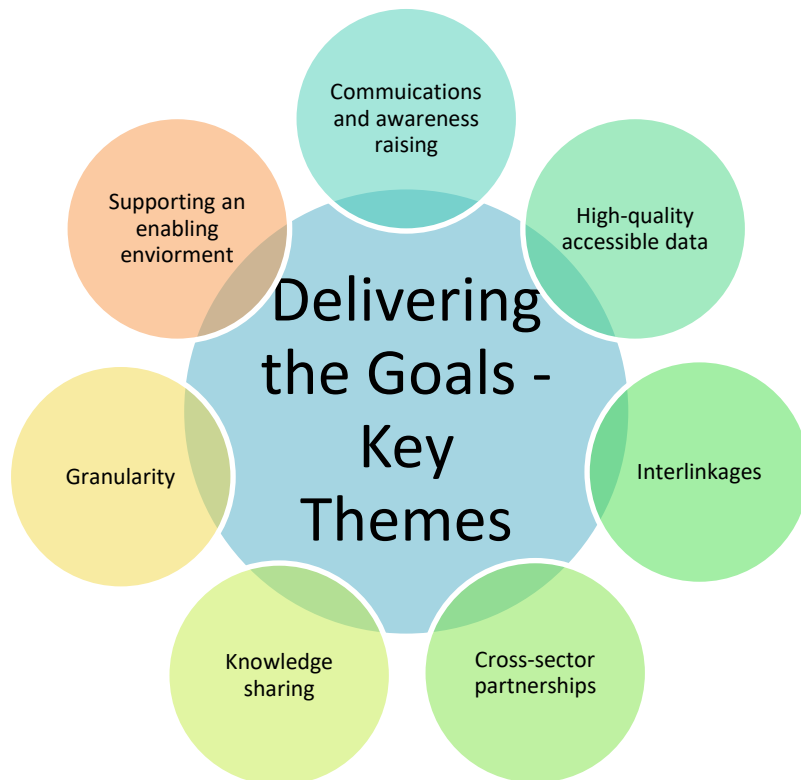 Commuications
and awareness
raising
High-quality
accessible data
Interlinkages
Cross-sector
partnerships
Knowledge
sharing
Granularity
Supporting an
enabling
enviorment
Delivering
the Goals -
Key
Themes